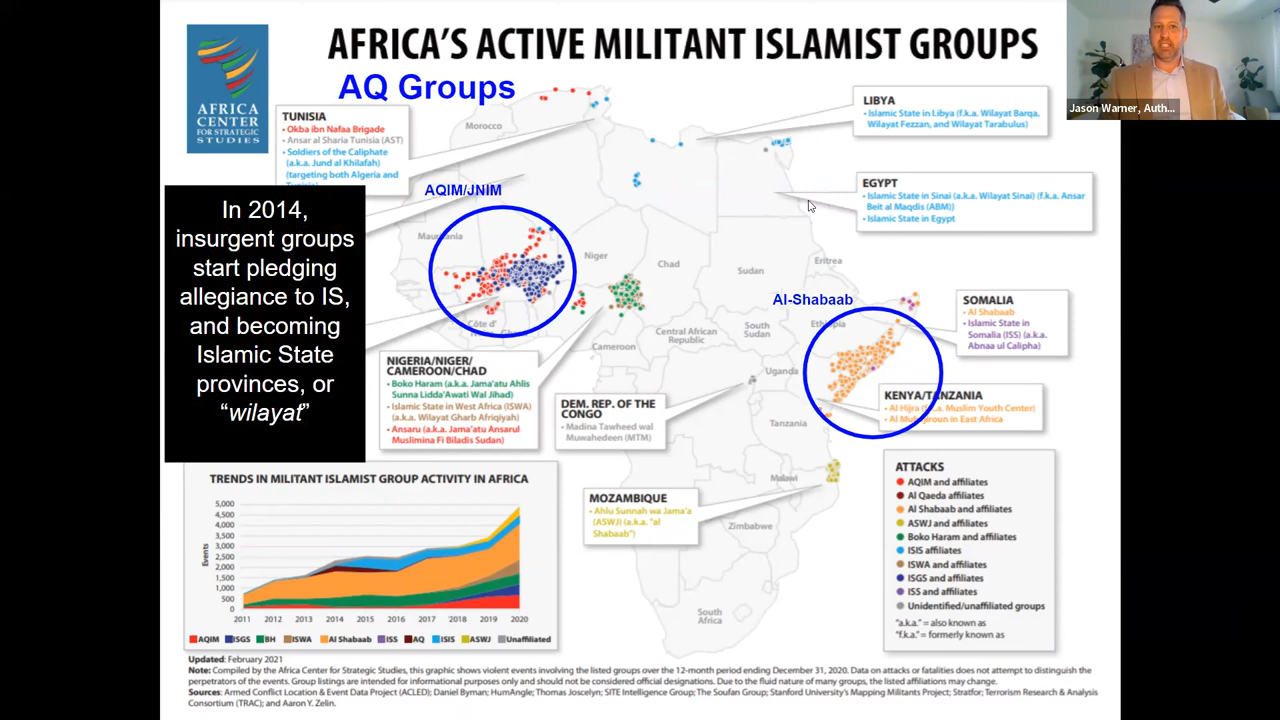 AFRICA CENTER
FOR STRATEGIC
STUDIES
AFRICA'S ACTIVE MILITANT ISLAMIST GROUPS
AQ Groups
Jason Warner, Auth...
TUNISIA
• Okba ibn Nafaa Brigade
• Ansar al Sharia Tunisia (AST)
• Soldiers of the Caliphate
(a.k.a. Jund al Khilafah)
(targeting both Algeria and
LIBYA
• Islamic State in Libya (f.k.a. Wilayat Barqa,
Wilayat Fezzan, and Wilayat Tarabulus)
EGYPT
• Islamic State in Sinai (a.k.a. Wilayat Sinai) (f.k.a. Ansar
Beit al Maqdis (ABM))
• Islamic State in Egypt
In 2014,
insurgent groups
start pledging
allegiance to IS,
and becoming
Islamic State
provinces, or
“wilayat”
Morocco
AQIM/JNIM
Mauritania
Niger
Chad
Sudan
Eritrea
Al-Shabaab
Ethiopia
South
Sudan
Central African
Republic
Côte d'
Cameroon
Uganda
Tanzania
Malawi
Zimbabwe
South
Africa
SOMALIA
• Al Shabaab
• Islamic State in
Somalia (ISS) (a.k.a.
Abnaa ul Calipha)
NIGERIA/NIGER/
CAMEROON/CHAD
• Boko Haram (a.k.a. Jama'atu Ahlis
Sunna Lidda'Awati Wal Jihad)
• Islamic State in West Africa (ISWA)
(a.k.a. Wilayat Gharb Afriqiyah)
• Ansaru (a.k.a. Jama'atu Ansarul
Muslimina Fi Biladis Sudan)
DEM. REP. OF THE
CONGO
• Madina Tawheed wal
Muwahedeen (MTM)
KENYA/TANZANIA
• Al Hijra (f.k.a. Muslim Youth Center)
• Al Muhajiroun in East Africa
MOZAMBIQUE
• Ahlu Sunnah wa Jama'a
(ASWJ) (a.k.a. "al
Shabaab")
ATTACKS
AQIM and affiliates
Al Qaeda affiliates
Al Shabaab and affiliates
ASWJ and affiliates
Boko Haram and affiliates
ISIS affiliates
ISWA and affiliates
ISGS and affiliates
ISS and affiliates
Unidentified/unaffiliated groups
"a.k.a." = also known as
"f.k.a." = formerly known as
TRENDS IN MILITANT ISLAMIST GROUP ACTIVITY IN AFRICA
Events
5,000
4,500
4,000
3,500
3,000
2,500
2,000
1,500
1,000
500
0
2011 2012 2013 2014 2015 2016 2017 2018 2019 2020
AQIM ISGS BH ISWA Al Shabaab ISS AQ ISIS ASWJ Unaffiliated
Updated: February 2021
Note: Compiled by the Africa Center for Strategic Studies, this graphic shows violent events involving the listed groups over the 12-month period ending December 31, 2020. Data on attacks or fatalities does not attempt to distinguish the
perpetrators of the events. Group listings are intended for informational purposes only and should not be considered official designations. Due to the fluid nature of many groups, the listed affiliations may change.
Sources: Armed Conflict Location & Event Data Project (ACLED); Daniel Byman; HumAngle; Thomas Joscelyn; SITE Intelligence Group; The Soufan Group; Stanford University's Mapping Militants Project; Stratfor; Terrorism Research & Analysis
Consortium (TRAC); and Aaron Y. Zelin.